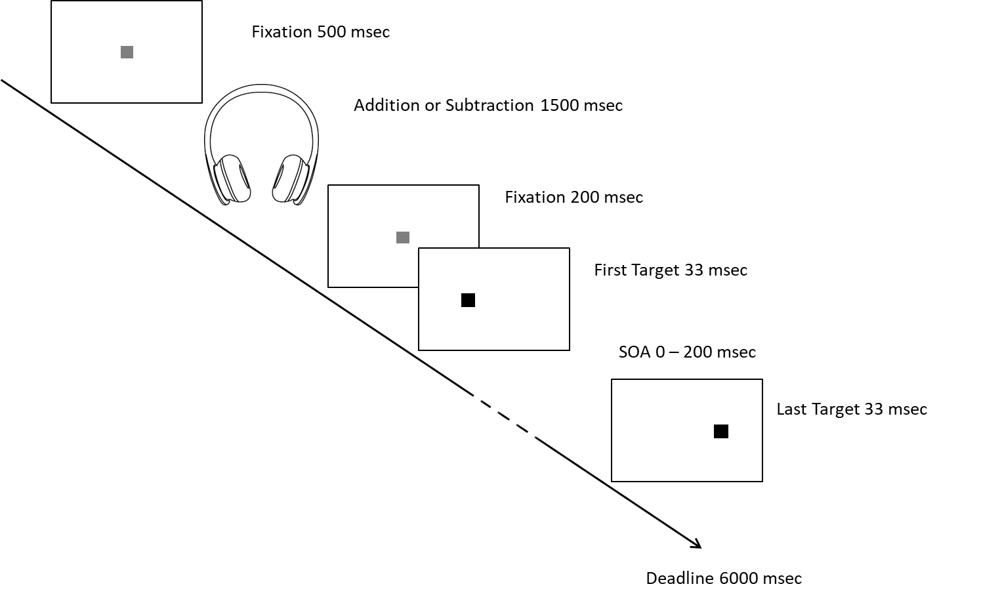 Fixation 500 msec
Addition or Subtraction 1500 msec
Fixation 200 msec
First Target 33 msec
SOA 0 – 200 msec
Last Target 33 msec
Deadline 6000 msec